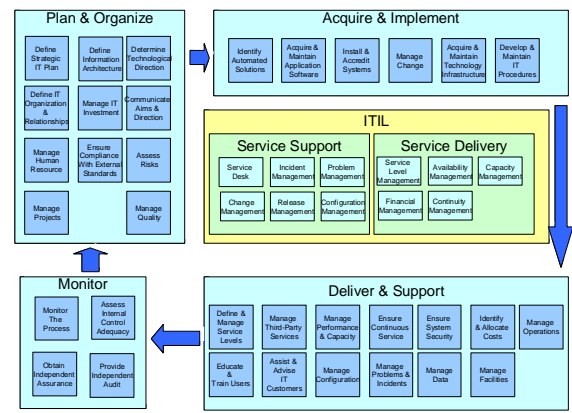 Plan & Organize
Define
Strategic
IT Plan
Define
Information
Architecture
Determine
Technological
Direction
Define IT
Organization
&
Relationships
Manage IT
Investment
Communicate
Aims &
Direction
Manage
Human
Resource
Ensure
Compliance
With External
Standards
Assess
Risks
Manage
Projects
Manage
Quality
Acquire & Implement
Identify
Automated
Solutions
Acquire &
Maintain
Application
Software
Install &
Accredit
Systems
Manage
Change
Acquire &
Maintain
Technology
Infrastructure
Develop &
Maintain
IT
Procedures
ITIL
Service Support
Service
Desk
Incident
Management
Problem
Management
Change
Management
Release
Management
Configuration
Management
Service Delivery
Service
Level
Management
Availability
Management
Capacity
Management
Financial
Management
Continuity
Management
Monitor
Monitor
The
Process
Assess
Internal
Control
Adequacy
Obtain
Independent
Assurance
Provide
Independent
Audit
Deliver & Support
Define &
Manage
Service
Levels
Manage
Third-Party
Services
Manage
Performance
& Capacity
Ensure
Continuous
Service
Ensure
System
Security
Identify
& Allocate
Costs
Manage
Operations
Educate
&
Train Users
Assist &
Advise
IT
Customers
Manage
Configuration
Manage
Problems &
Incidents
Manage
Data
Manage
Facilities